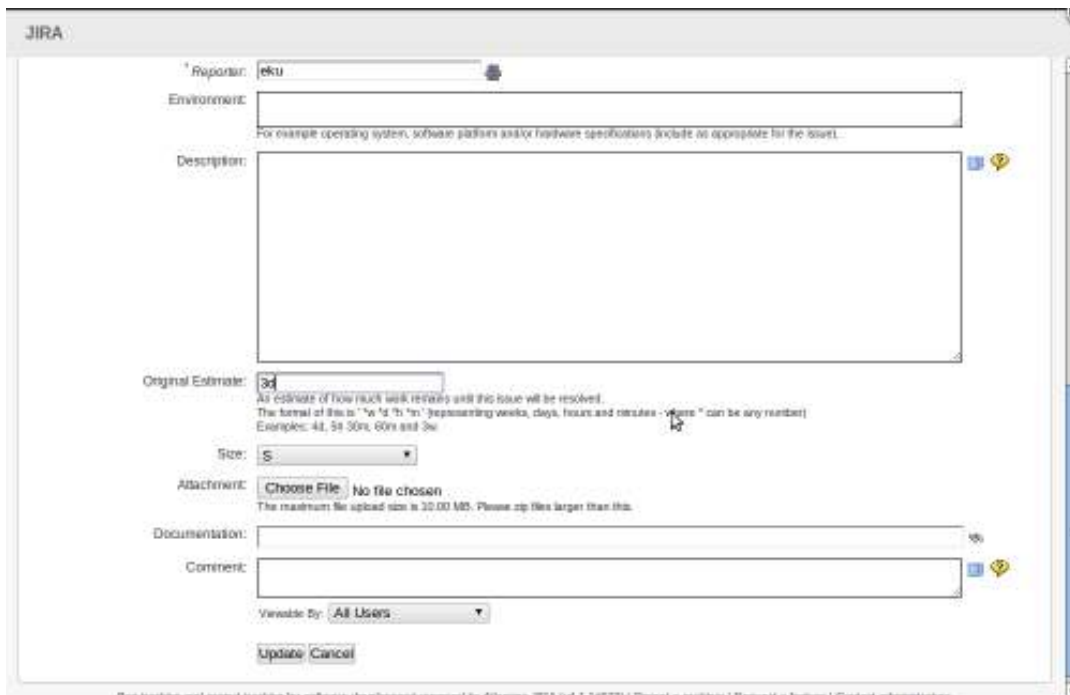 JIRA
* Reporter: eku
Environment:
For example operating system, software platform and/or hardware specifications (include as appropriate for the issue).
Description:
Original Estimate: 3d
An estimate of how much work remains until this issue will be resolved.
The format of this is ' *w *d *h *m ' (representing weeks, days, hours and minutes - where * can be any number)
Examples: 4d, 5h 30m, 60m and 3w.
Size: S
Attachment: Choose File No file chosen
The maximum file upload size is 10.00 MB. Please zip files larger than this.
Documentation:
Comment:
Viewable By: All Users
Update Cancel